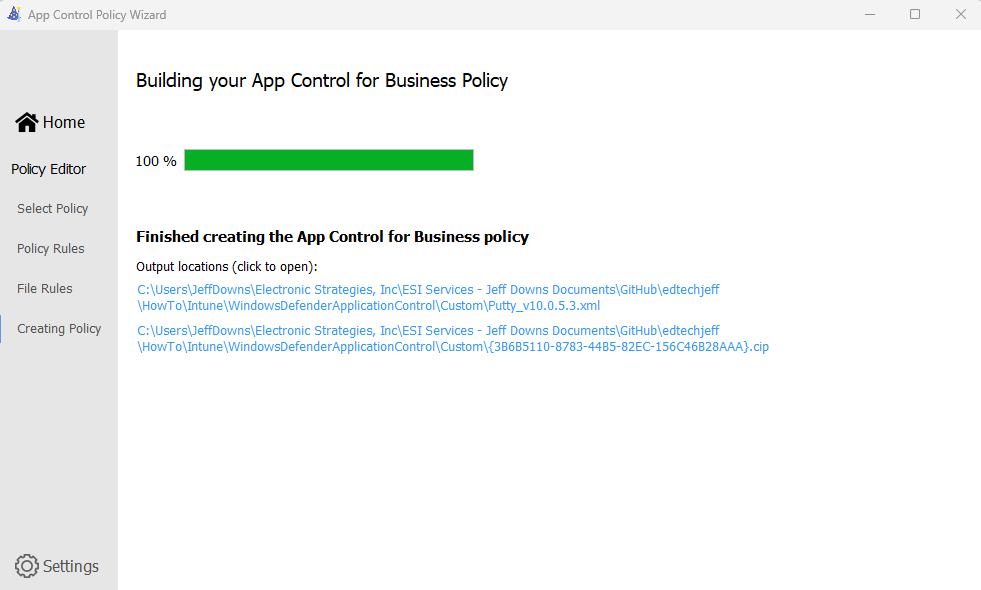 App Control Policy Wizard
Home
Policy Editor
Select Policy
Policy Rules
File Rules
Creating Policy
Settings
Building your App Control for Business Policy
100 %
Finished creating the App Control for Business policy
Output locations (click to open):
C:\Users\JeffDowns\Electronic Strategies, Inc\ESI Services - Jeff Downs Documents\GitHub\edtechjeff
\HowTo\Intune\WindowsDefenderApplicationControl\Custom\Putty_v10.0.5.3.xml
C:\Users\JeffDowns\Electronic Strategies, Inc\ESI Services - Jeff Downs Documents\GitHub\edtechjeff
\HowTo\Intune\WindowsDefenderApplicationControl\Custom\{3B6B5110-8783-44B5-82EC-156C46B28AAA}.cip